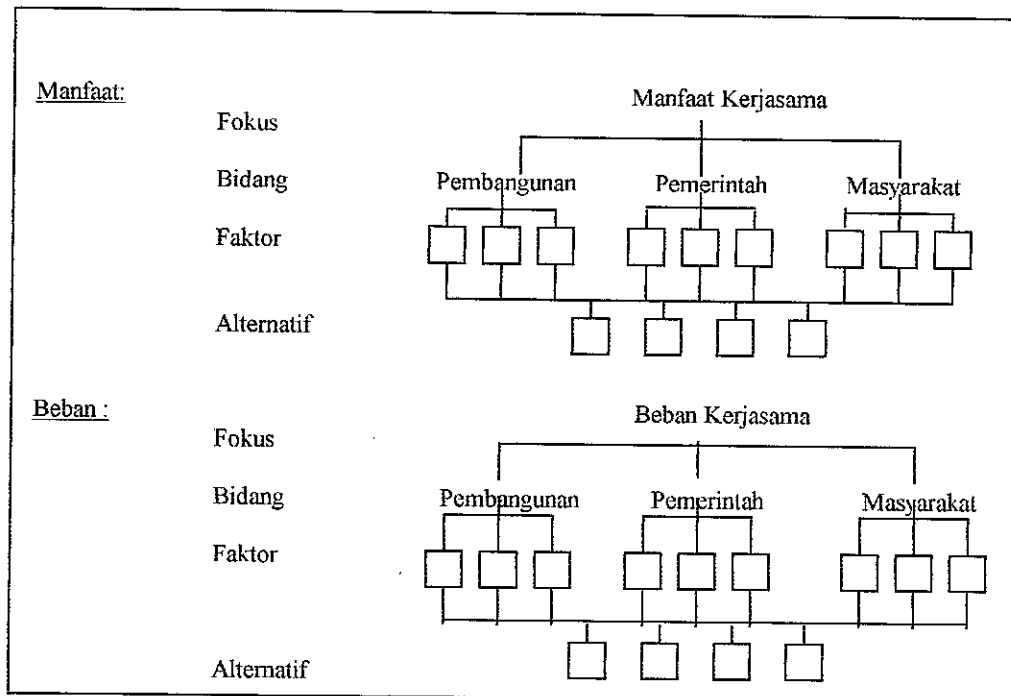 Manfaat:
Manfaat Kerjasama
Fokus
Bidang
Pembangunan Pemerintah Masyarakat
Faktor
Alternatif
Beban :
Beban Kerjasama
Fokus
Bidang
Pembangunan Pemerintah Masyarakat
Faktor
Alternatif